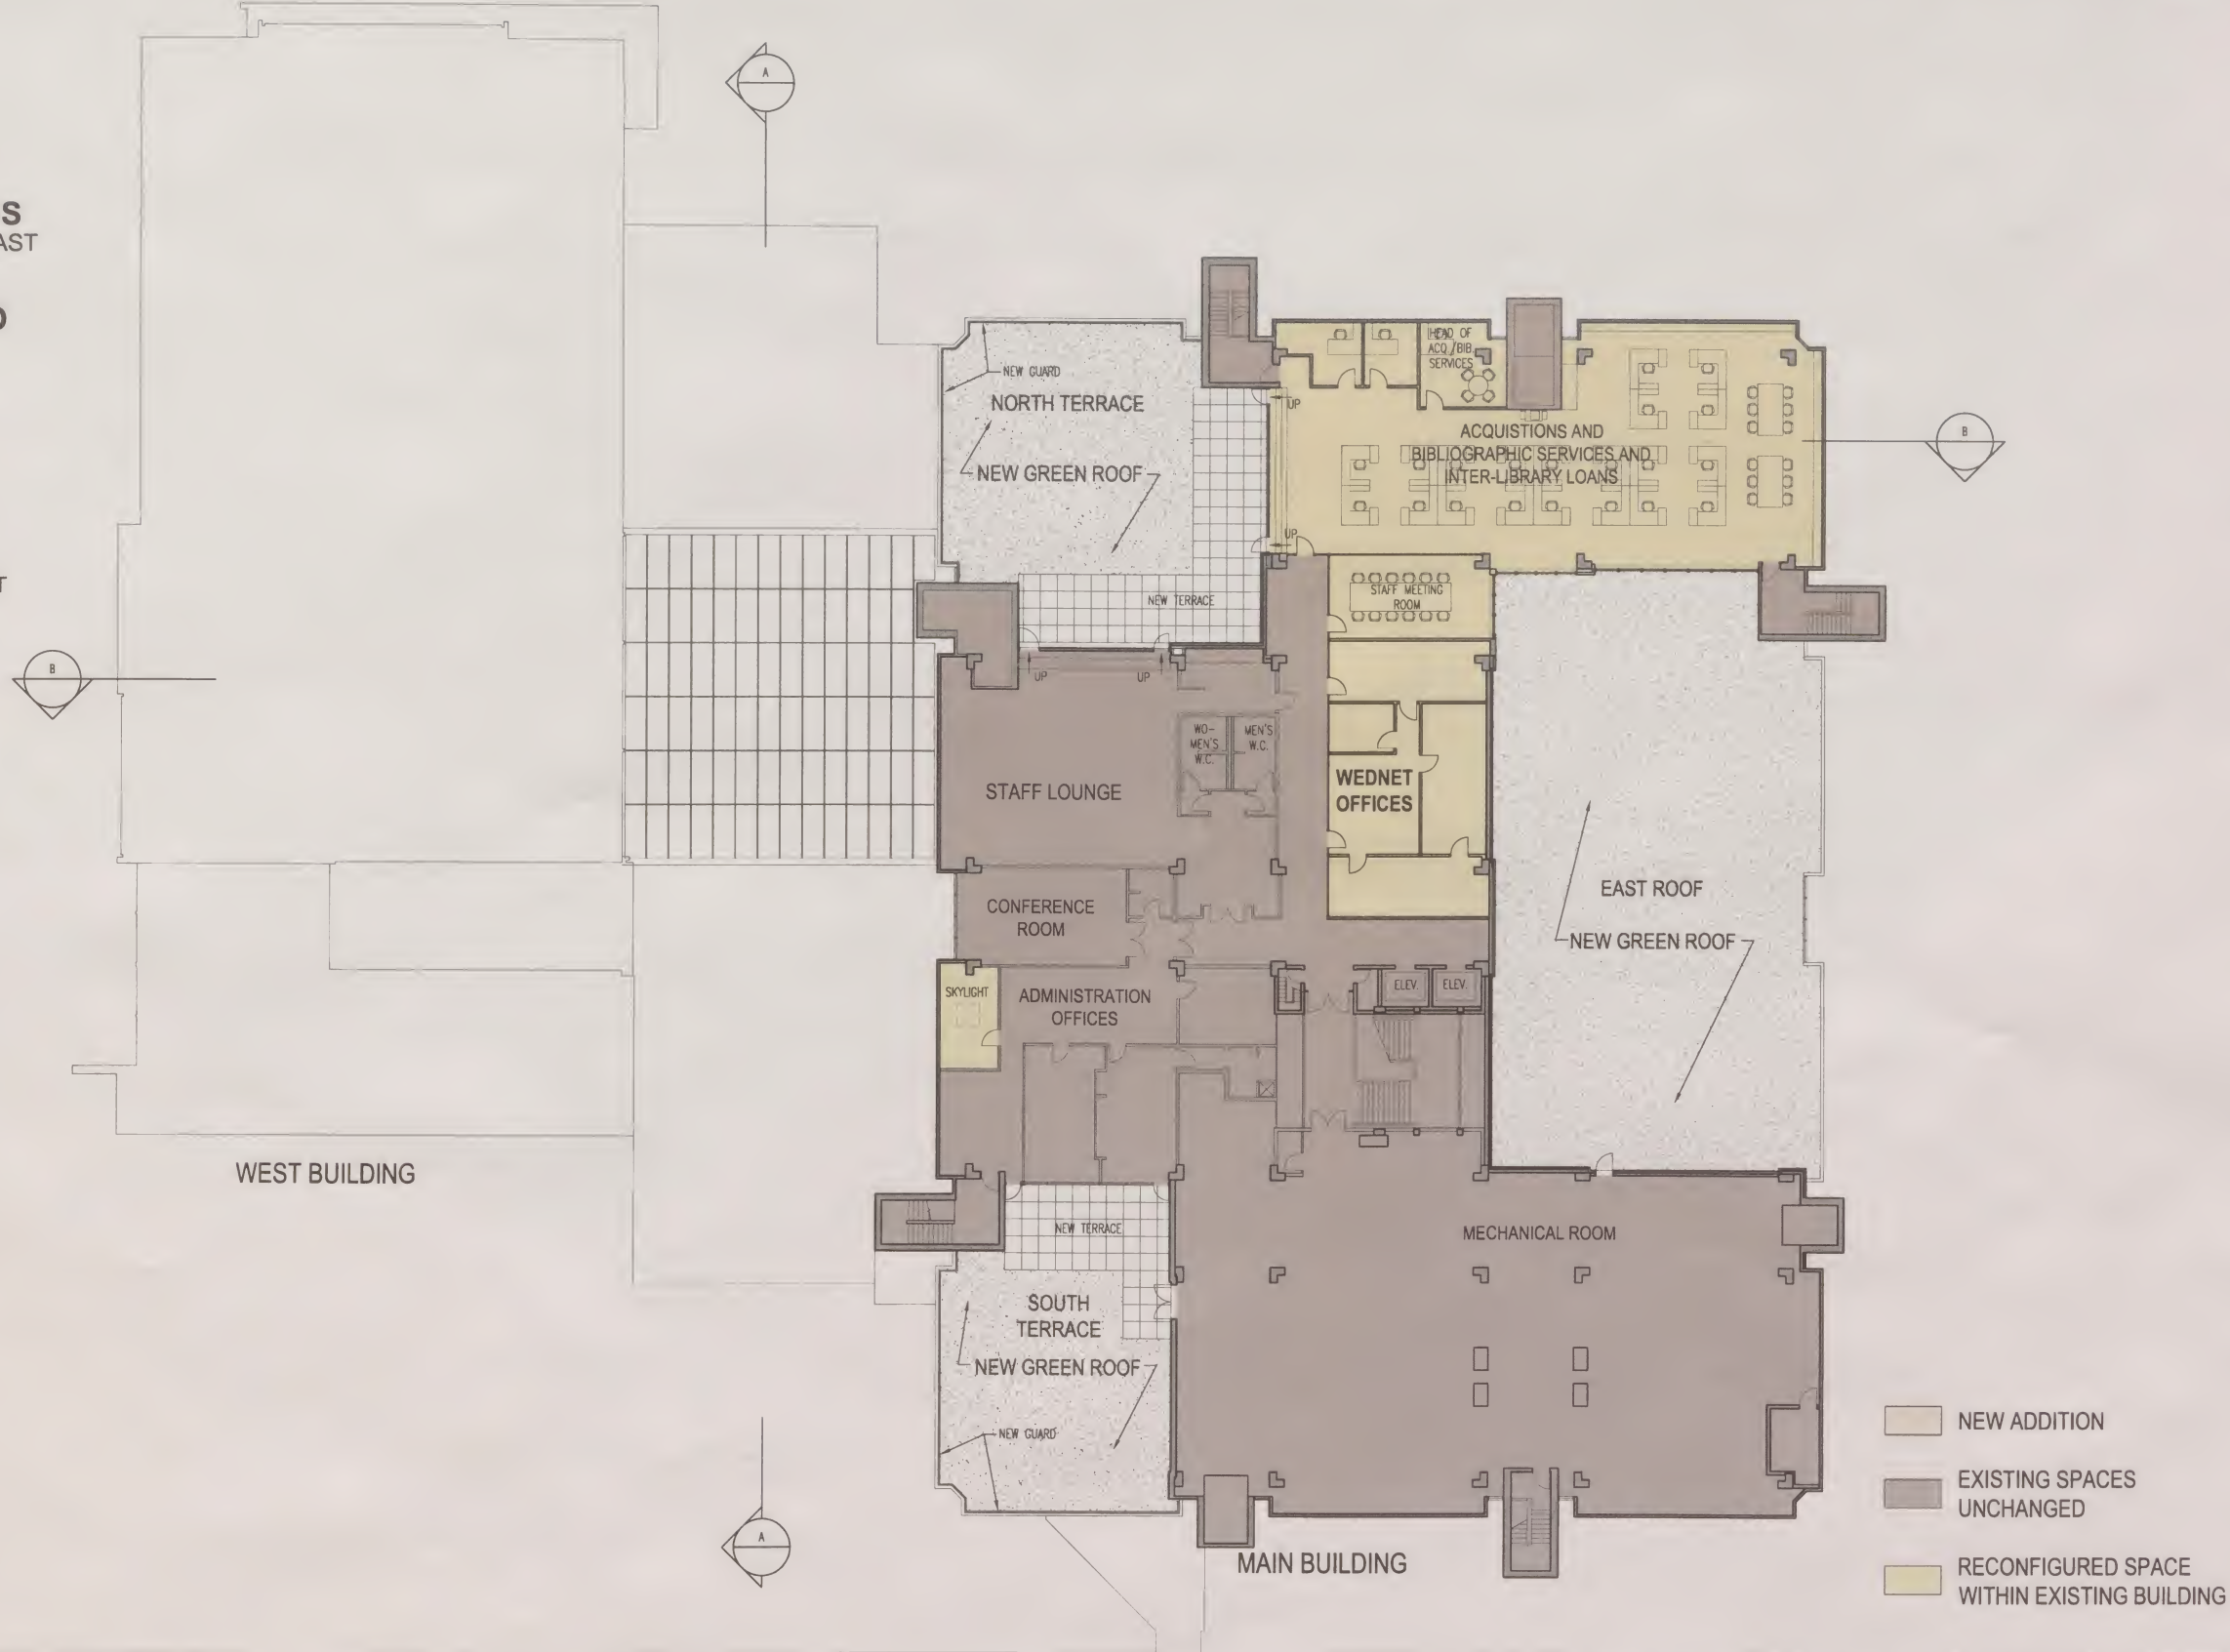 S
AST
A
HEAD OF
ACQ./BIB.
SERVICES
NEW GUARD
NORTH TERRACE
UP
ACQUISTIONS AND
BIBLIOGRAPHIC SERVICES AND
INTER-LIBRARY LOANS
B
NEW GREEN ROOF
UP
T
STAFF MEETING
ROOM
NEW TERRACE
B
UP
UP
WO-
MEN'S
W.C.
MEN'S
W.C.
STAFF LOUNGE
WEDNET
OFFICES
EAST ROOF
NEW GREEN ROOF
CONFERENCE
ROOM
SKYLIGHT
ADMINISTRATION
OFFICES
ELEV.
ELEV.
WEST BUILDING
NEW TERRACE
MECHANICAL ROOM
SOUTH
TERRACE
NEW GREEN ROOF
NEW GUARD
A
MAIN BUILDING
NEW ADDITION
EXISTING SPACES
UNCHANGED
RECONFIGURED SPACE
WITHIN EXISTING BUILDING